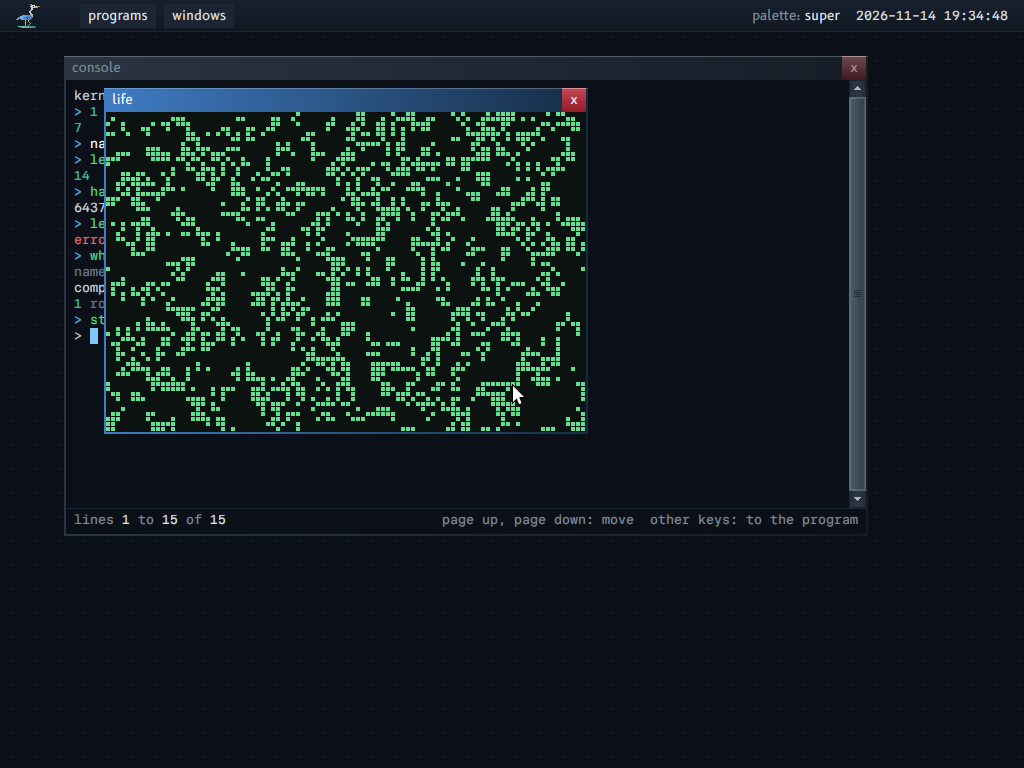 programs windows palette: super 2026-11-14 19:34:48
console x
life x
kern
> 1
7
> na
> le
14
> ha
6437
> le
erro
> wh
name
comp
1 ro
> st
>
lines 1 to 15 of 15 page up, page down: move other keys: to the program